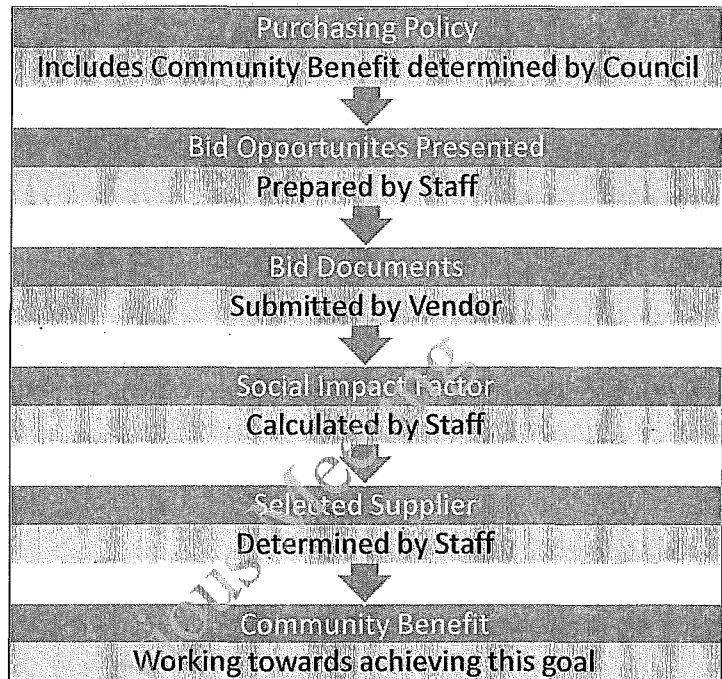 Purchasing Policy
Includes Community Benefit determined by Council
Bid Opportunites Presented
Prepared by Staff
Bid Documents
Submitted by Vendor
Social Impact Factor
Calculated by Staff
Selected Supplier
Determined by Staff
Community Benefit
Working towards achieving this goal